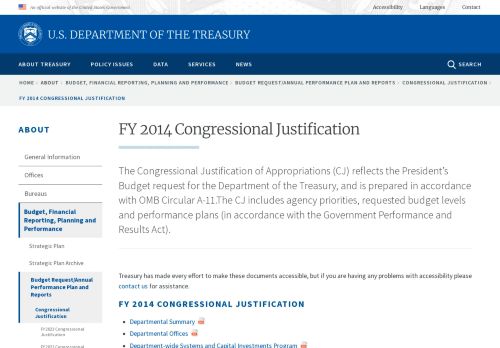 An official website of the United States Government
Accessibility Languages Contact
U.S. DEPARTMENT OF THE TREASURY
ABOUT TREASURY POLICY ISSUES DATA SERVICES NEWS SEARCH
HOME › ABOUT › BUDGET, FINANCIAL REPORTING, PLANNING AND PERFORMANCE › BUDGET REQUEST/ANNUAL PERFORMANCE PLAN AND REPORTS › CONGRESSIONAL JUSTIFICATION ›
FY 2014 CONGRESSIONAL JUSTIFICATION
ABOUT
General Information
Offices
Bureaus
Budget, Financial
Reporting, Planning and
Performance
Strategic Plan
Strategic Plan Archive
Budget Request/Annual
Performance Plan and
Reports
Congressional
Justification
FY 2023 Congressional
Justification
FY 2014 Congressional Justification
The Congressional Justification of Appropriations (CJ) reflects the President's
Budget request for the Department of the Treasury, and is prepared in accordance
with OMB Circular A-11.The CJ includes agency priorities, requested budget levels
and performance plans (in accordance with the Government Performance and
Results Act).
Treasury has made every effort to make these documents accessible, but if you are having any problems with accessibility please
contact us for assistance.
FY 2014 CONGRESSIONAL JUSTIFICATION
Departmental Summary
Departmental Offices
Department-wide Systems and Capital Investments Program